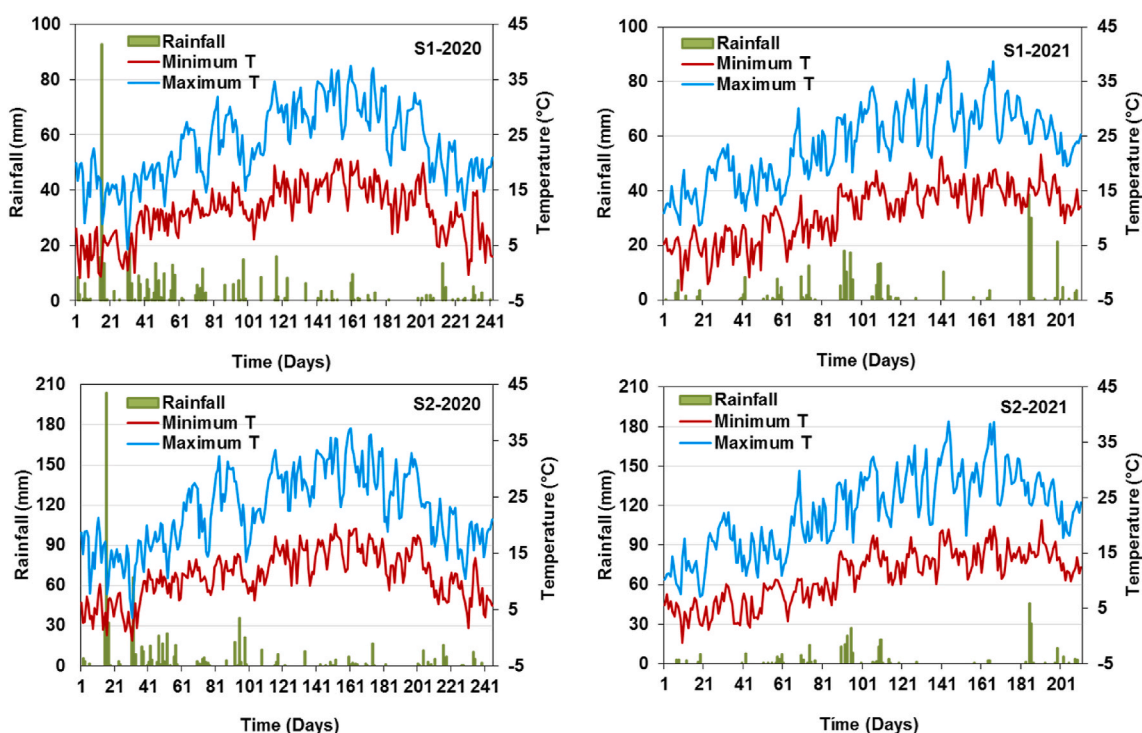 S1-2020
Rainfall
Minimum T
Maximum T
Rainfall (mm)
100
80
60
40
20
0
45
35
25
15
5
-5
Temperature (°C)
1 21 41 61 81 101 121 141 161 181 201 221 241
Time (Days)
S1-2021
Rainfall
Minimum T
Maximum T
Rainfall (mm)
100
80
60
40
20
0
45
35
25
15
5
-5
Temperature (°C)
1 21 41 61 81 101 121 141 161 181 201
Time (Days)
S2-2020
Rainfall
Minimum T
Maximum T
Rainfall (mm)
210
180
150
120
90
60
30
0
45
35
25
15
5
-5
Temperature (°C)
1 21 41 61 81 101 121 141 161 181 201 221 241
Time (Days)
S2-2021
Rainfall
Minimum T
Maximum T
Rainfall (mm)
210
180
150
120
90
60
30
0
45
35
25
15
5
-5
Temperature (°C)
1 21 41 61 81 101 121 141 161 181 201
Time (Days)